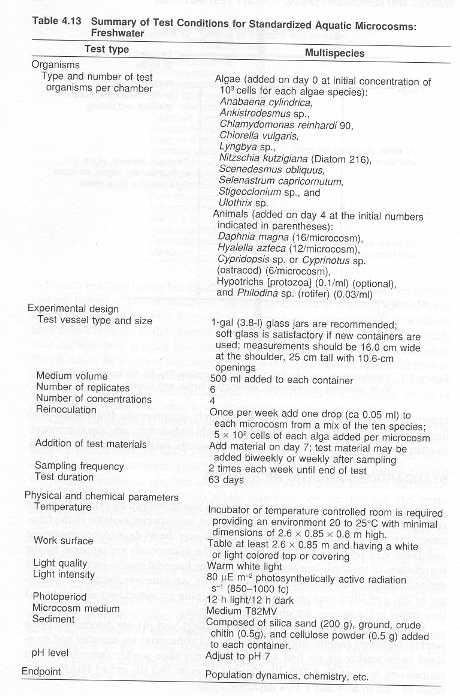 Table 4.13 Summary of Test Conditions for Standardized Aquatic Microcosms:
Freshwater
Test type Multispecies
Organisms
Type and number of test Algae (added on day 0 at initial concentration of
organisms per chamber 10³ cells for each algae species):
Anabaena cylindrica,
Ankistrodesmus sp.,
Chlamydomonas reinhardi 90,
Chlorella vulgaris,
Lyngbya sp.,
Nitzschia kutzigiana (Diatom 216),
Scenedesmus obliquus,
Selenastrum capricornutum,
Stigeoclonium sp., and
Ulothrix sp.
Animals (added on day 4 at the initial numbers
indicated in parentheses):
Daphnia magna (16/microcosm),
Hyalella azteca (12/microcosm),
Cypridopsis sp. or Cyprinotus sp.
(ostracod) (6/microcosm),
Hypotrichs [protozoa] (0.1/ml) (optional),
and Philodina sp. (rotifer) (0.03/ml)
Experimental design
Test vessel type and size 1-gal (3.8-l) glass jars are recommended;
soft glass is satisfactory if new containers are
used; measurements should be 16.0 cm wide
at the shoulder, 25 cm tall with 10.6-cm
openings
Medium volume 500 ml added to each container
Number of replicates 6
Number of concentrations 4
Reinoculation Once per week add one drop (ca 0.05 ml) to
each microcosm from a mix of the ten species;
5 × 10² cells of each alga added per microcosm
Addition of test materials Add material on day 7; test material may be
added biweekly or weekly after sampling
Sampling frequency 2 times each week until end of test
Test duration 63 days
Physical and chemical parameters
Temperature Incubator or temperature controlled room is required
providing an environment 20 to 25°C with minimal
dimensions of 2.6 × 0.85 × 0.8 m high.
Work surface Table at least 2.6 × 0.85 m and having a white
or light colored top or covering
Light quality Warm white light
Light intensity 80 μE m⁻² photosynthetically active radiation
s⁻¹ (850–1000 fc)
Photoperiod 12 h light/12 h dark
Microcosm medium Medium T82MV
Sediment Composed of silica sand (200 g), ground, crude
chitin (0.5g), and cellulose powder (0.5 g) added
to each container.
pH level Adjust to pH 7
Endpoint Population dynamics, chemistry, etc.